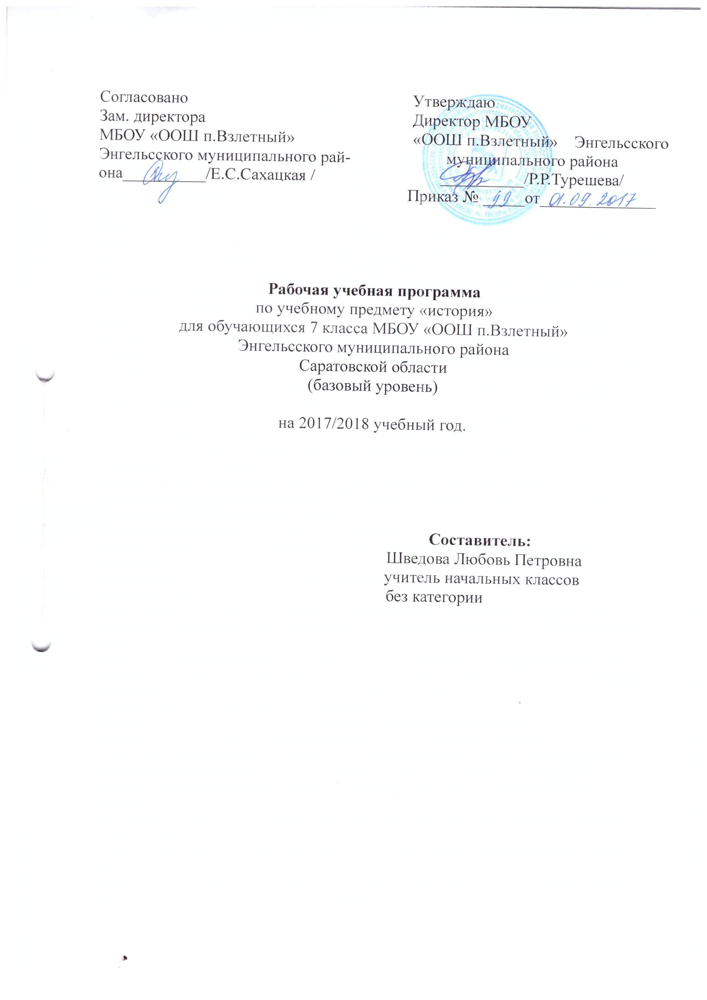 Согласовано
Зам. директора
МБОУ «ООШ п.Взлетный»
Энгельсского муниципального рай-
она__________/Е.С.Сахацкая /
Утверждаю
Директор МБОУ
«ООШ п.Взлетный» Энгельсского
муниципального района
__________/Р.Р.Турешева/
Приказ № 99 от 01.09.2017
Рабочая учебная программа
по учебному предмету «история»
для обучающихся 7 класса МБОУ «ООШ п.Взлетный»
Энгельсского муниципального района
Саратовской области
(базовый уровень)
на 2017/2018 учебный год.
Составитель:
Шведова Любовь Петровна
учитель начальных классов
без категории